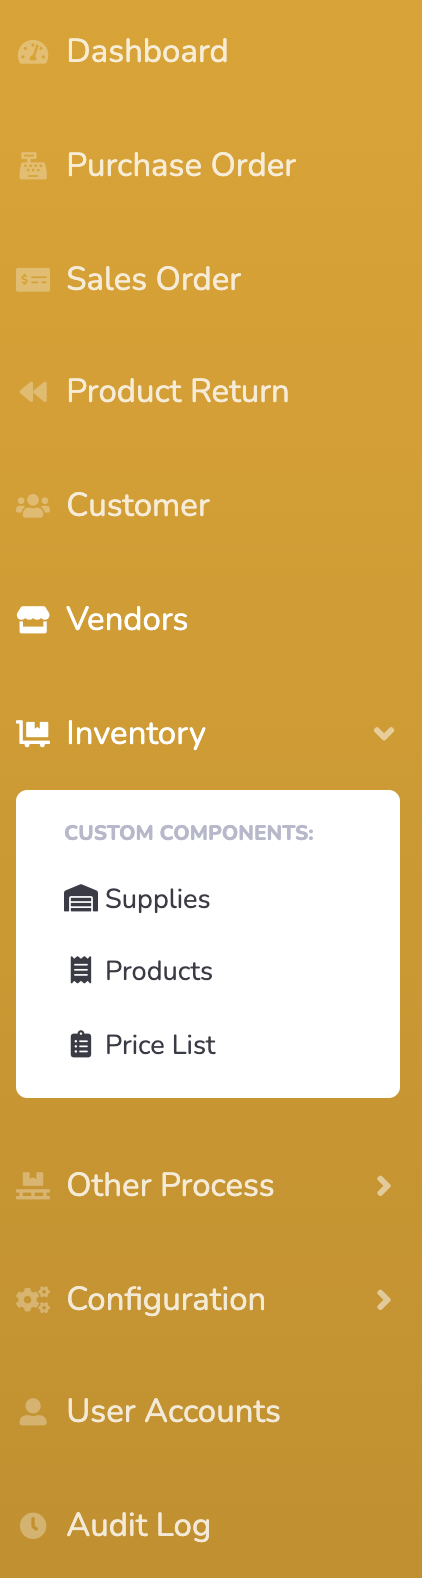 Dashboard
Purchase Order
Sales Order
Product Return
Customer
Vendors
Inventory
CUSTOM COMPONENTS:
Supplies
Products
Price List
Other Process
Configuration
User Accounts
Audit Log